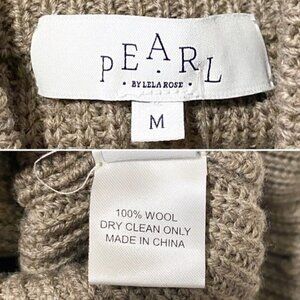 PEARL
• BY LELA ROSE •
M
100% WOOL
DRY CLEAN ONLY
MADE IN CHINA